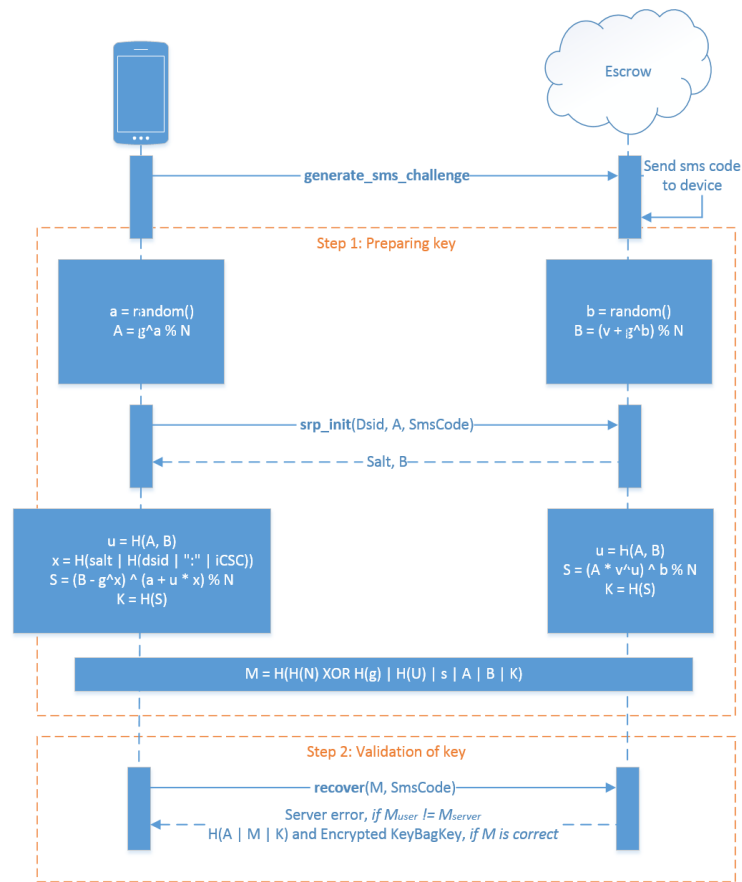 Escrow
generate_sms_challenge
Send sms code
to device
Step 1: Preparing key
a = random()
A = g^a % N
b = random()
B = (v + g^b) % N
srp_init(Dsid, A, SmsCode)
Salt, B
u = H(A, B)
x = H(salt | H(dsid | ":" | iCSC))
S = (B - g^x) ^ (a + u * x) % N
K = H(S)
u = H(A, B)
S = (A * v^u) ^ b % N
K = H(S)
M = H(H(N) XOR H(g) | H(U) | s | A | B | K)
Step 2: Validation of key
recover(M, SmsCode)
Server error, if Muser != Mserver
H(A | M | K) and Encrypted KeyBagKey, if M is correct